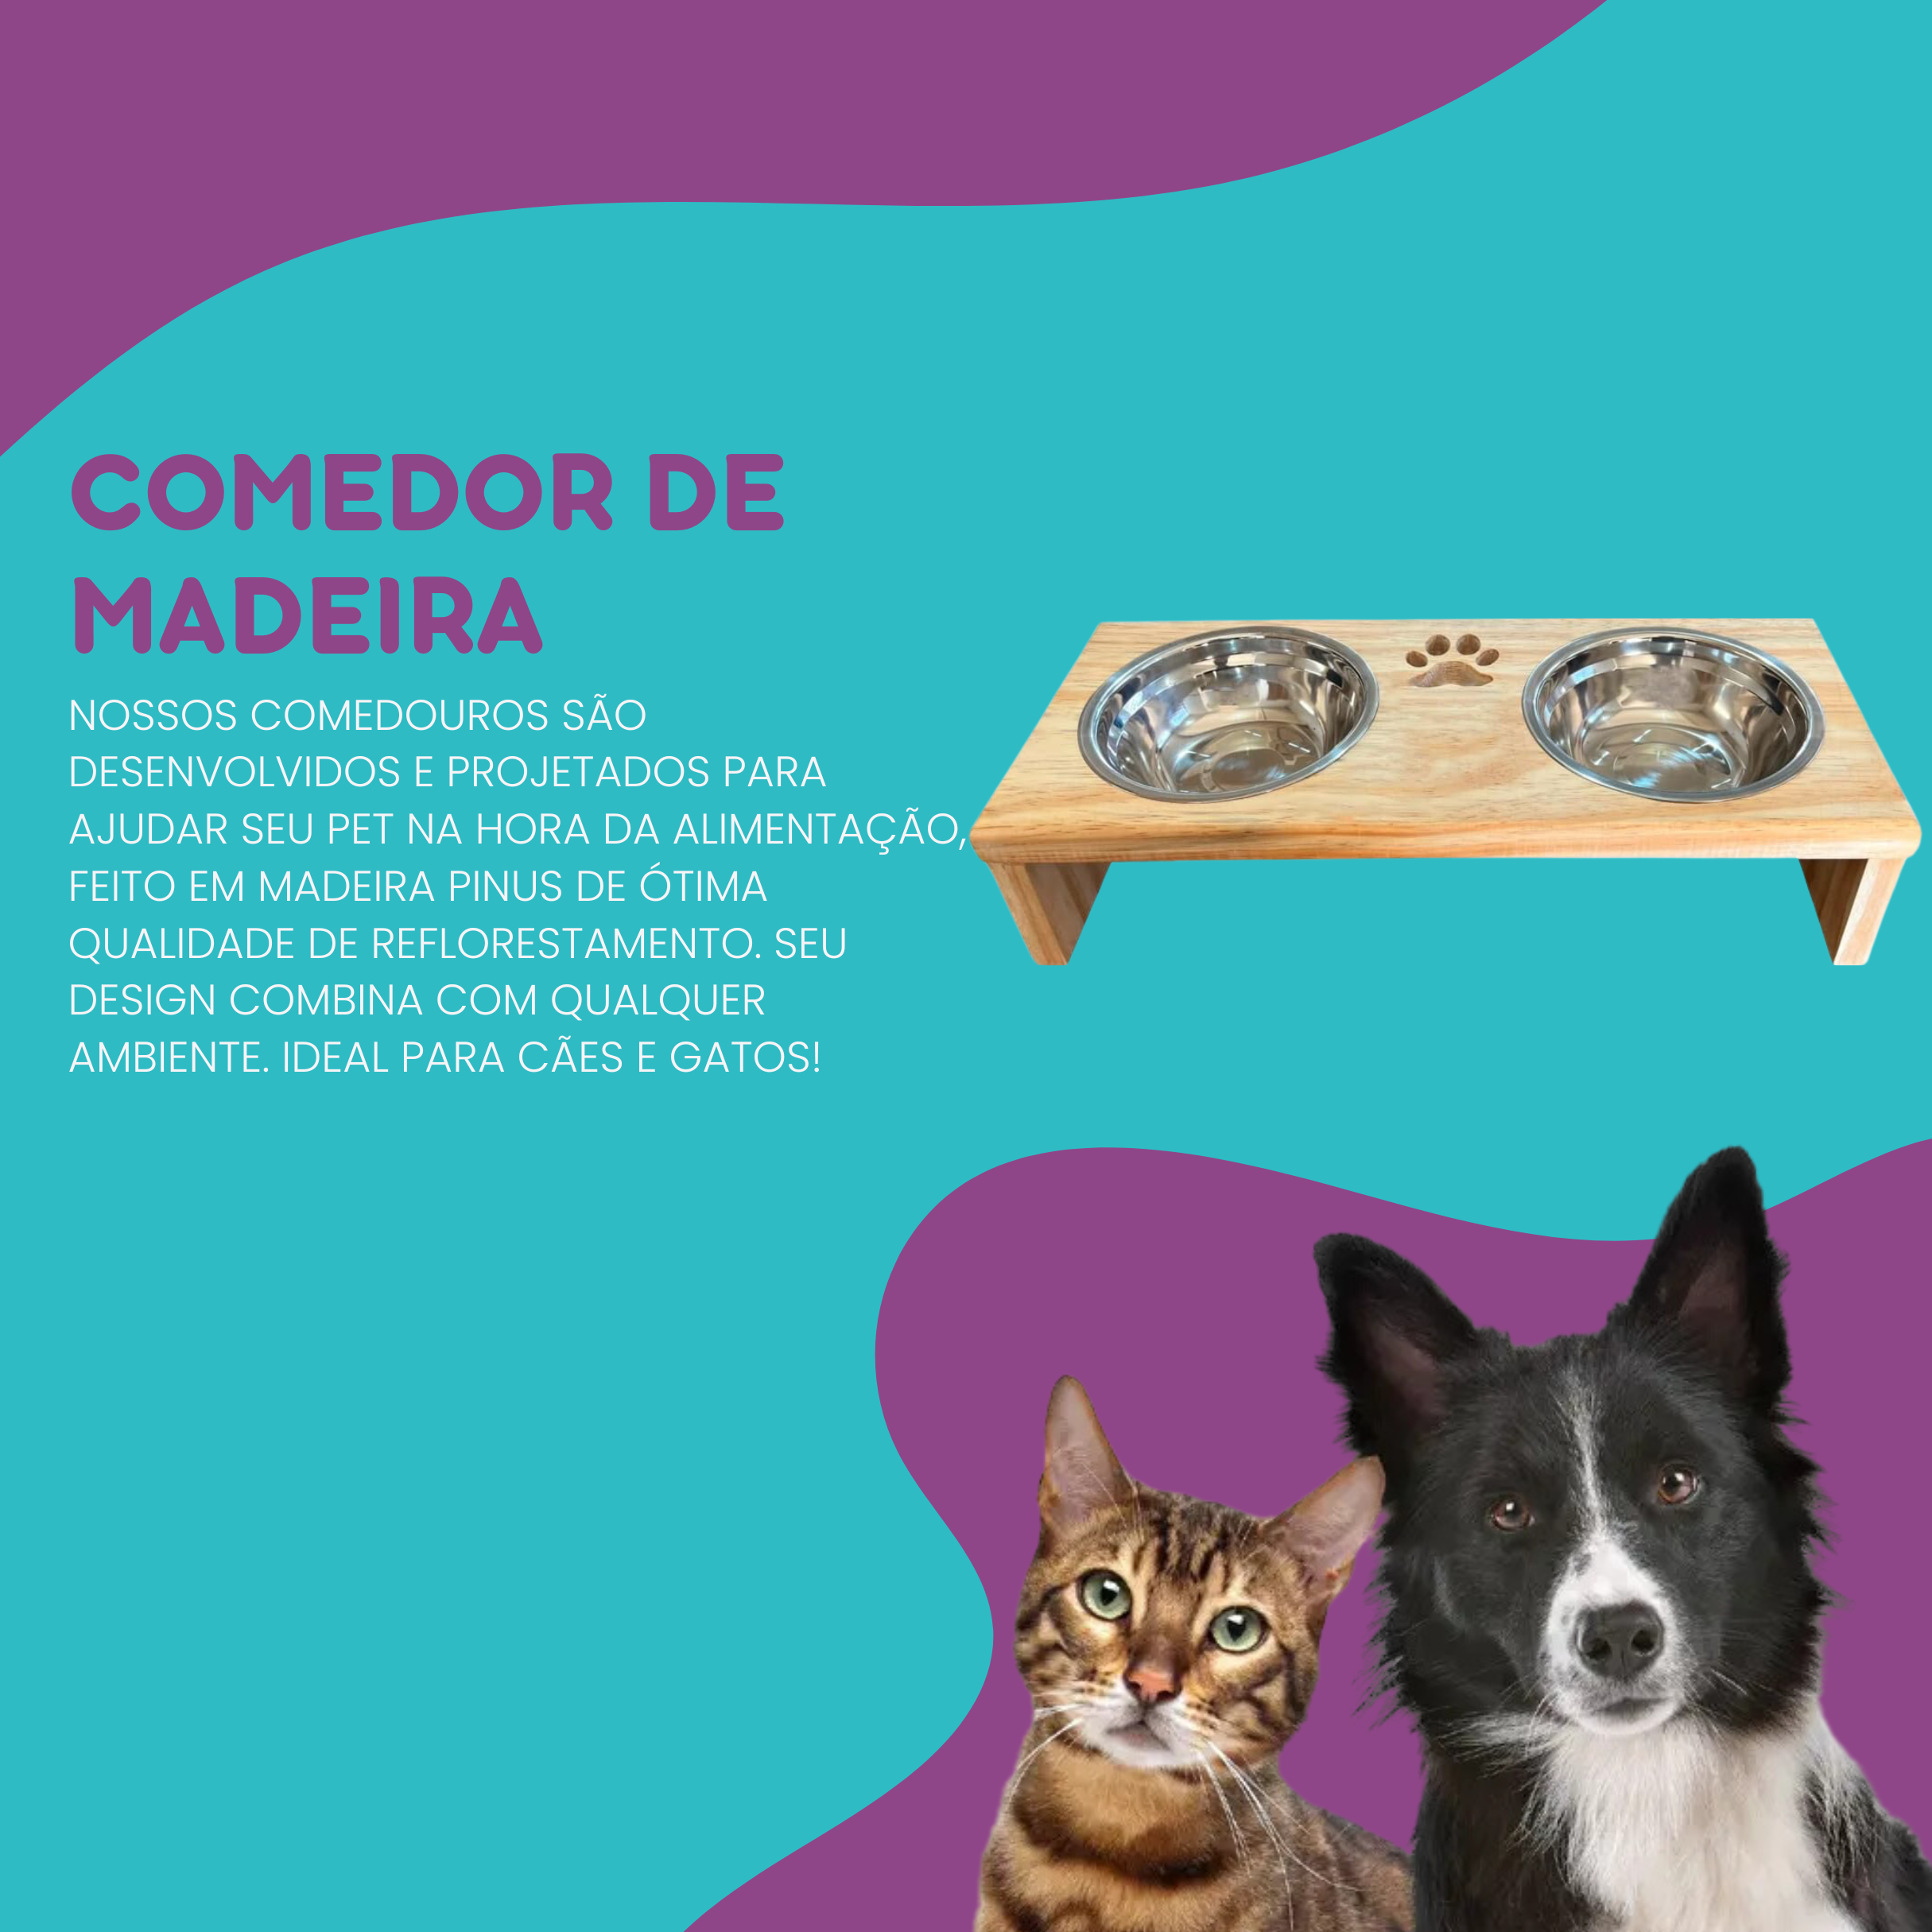 COMEDOR DE
MADEIRA
NOSSOS COMEDOUROS SÃO
DESENVOLVIDOS E PROJETADOS PARA
AJUDAR SEU PET NA HORA DA ALIMENTAÇÃO,
FEITO EM MADEIRA PINUS DE ÓTIMA
QUALIDADE DE REFLORESTAMENTO. SEU
DESIGN COMBINA COM QUALQUER
AMBIENTE. IDEAL PARA CÃES E GATOS!